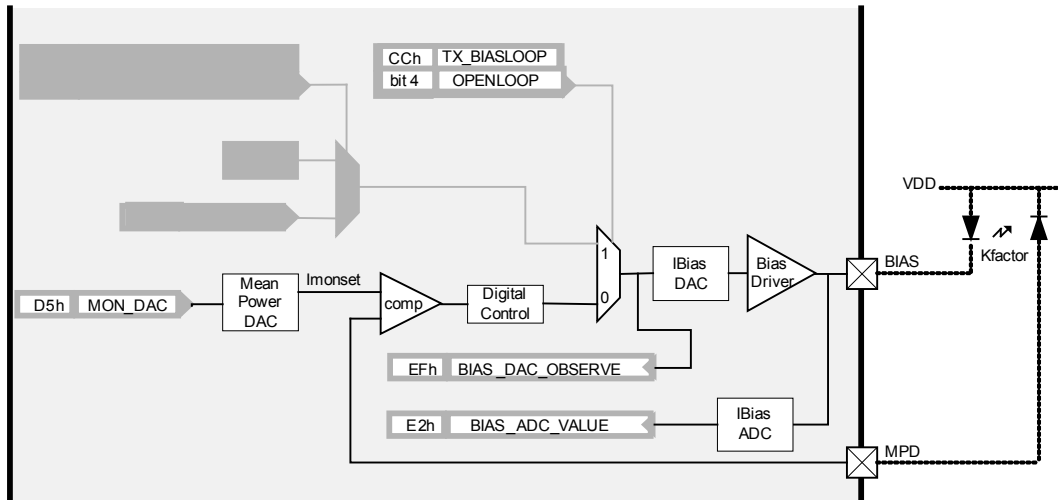 CCh TX_BIASLOOP
bit 4 OPENLOOP
VDD
Kfactor
1
0
IBias
DAC
Bias
Driver
BIAS
D5h MON_DAC
Mean
Power
DAC
Imonset
comp
Digital
Control
EFh BIAS_DAC_OBSERVE
E2h BIAS_ADC_VALUE
IBias
ADC
MPD